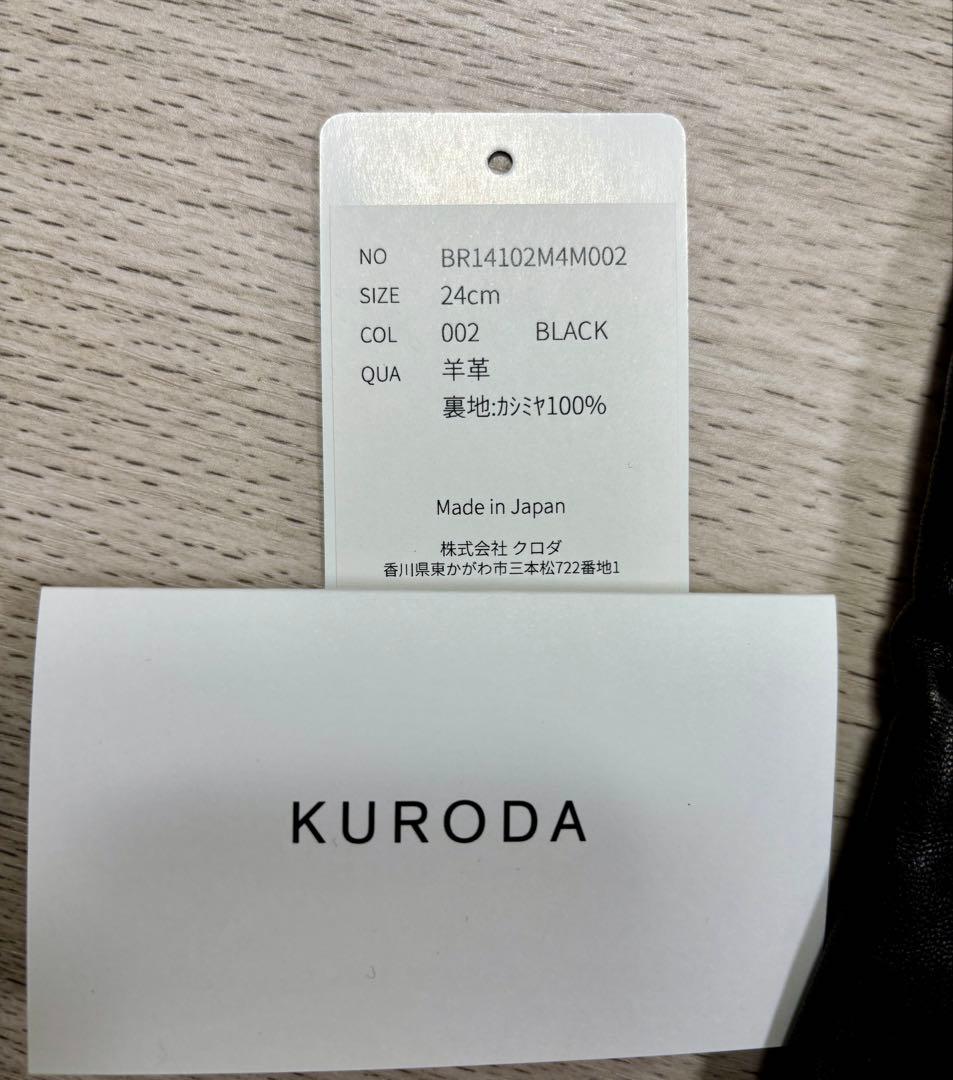 NO BR14102M4M002
SIZE 24cm
COL 002 BLACK
QUA 羊革
裏地:ｶｼﾐﾔ100%
Made in Japan
株式会社 クロダ
香川県東かがわ市三本松722番地1
KURODA